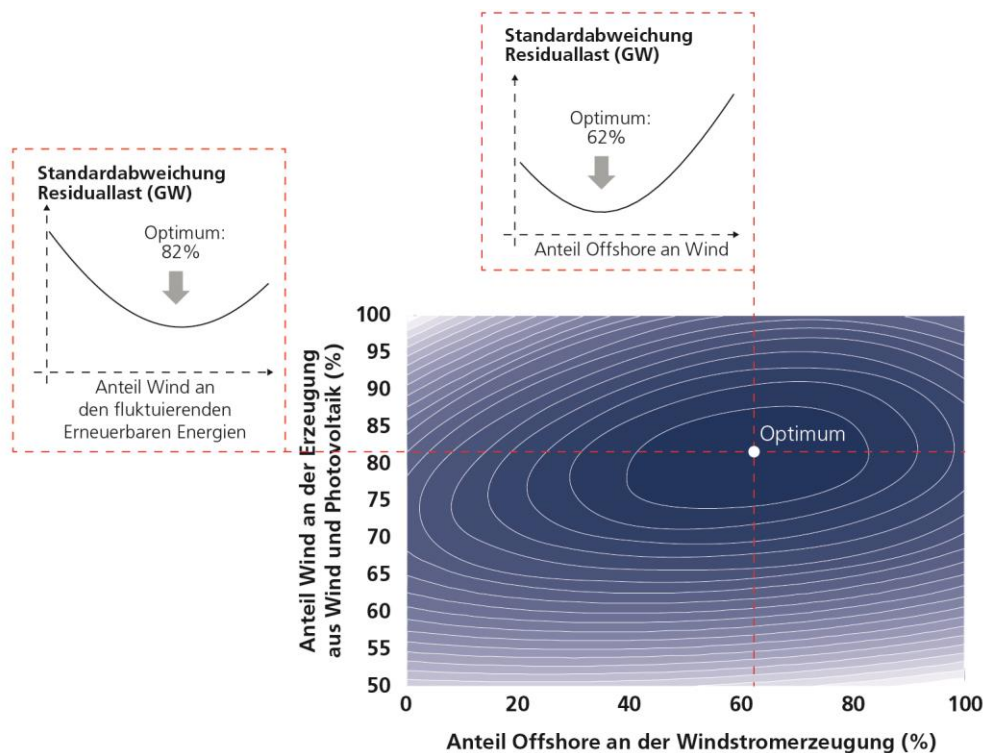 Standardabweichung
Residuallast (GW)
Optimum:
62%
Anteil Offshore an Wind
Standardabweichung
Residuallast (GW)
Optimum:
82%
Anteil Wind an
den fluktuierenden
Erneuerbaren Energien
Anteil Wind an der Erzeugung
aus Wind und Photovoltaik (%)
100
95
90
85
80
75
70
65
60
55
50
Optimum
0
20
40
60
80
100
Anteil Offshore an der Windstromerzeugung (%)